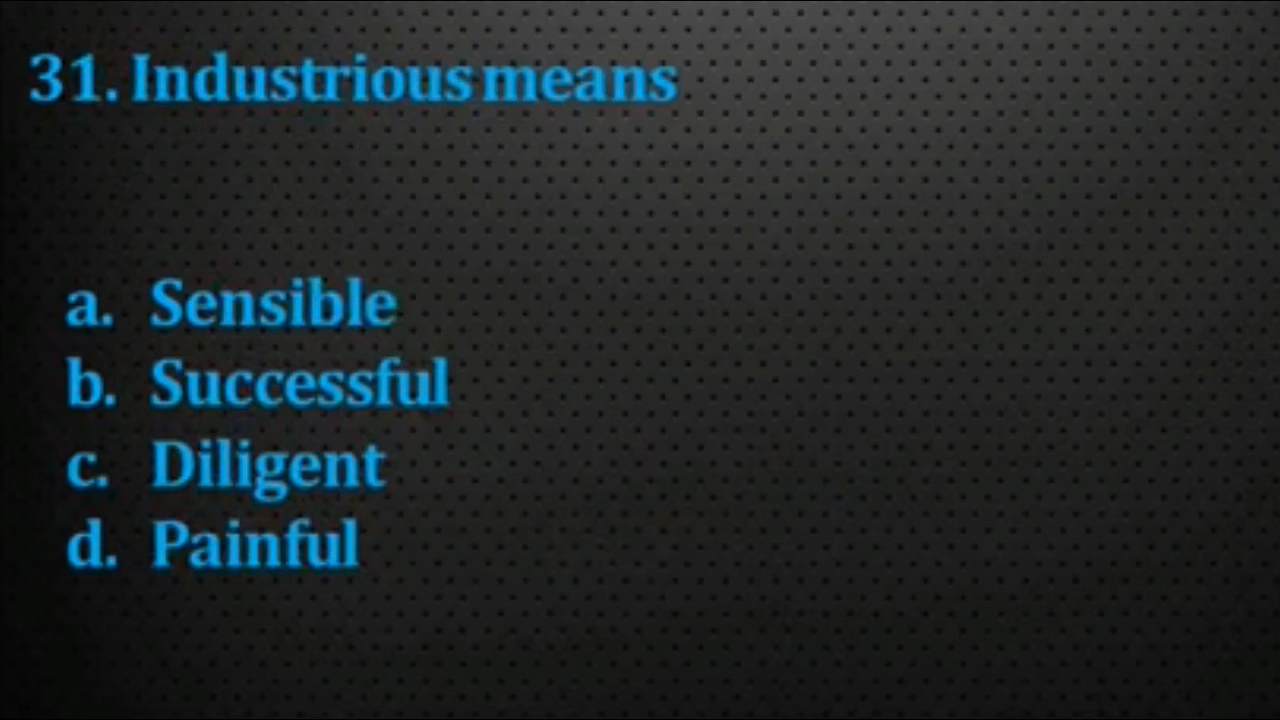 31. Industrious means
a. Sensible
b. Successful
c. Diligent
d. Painful